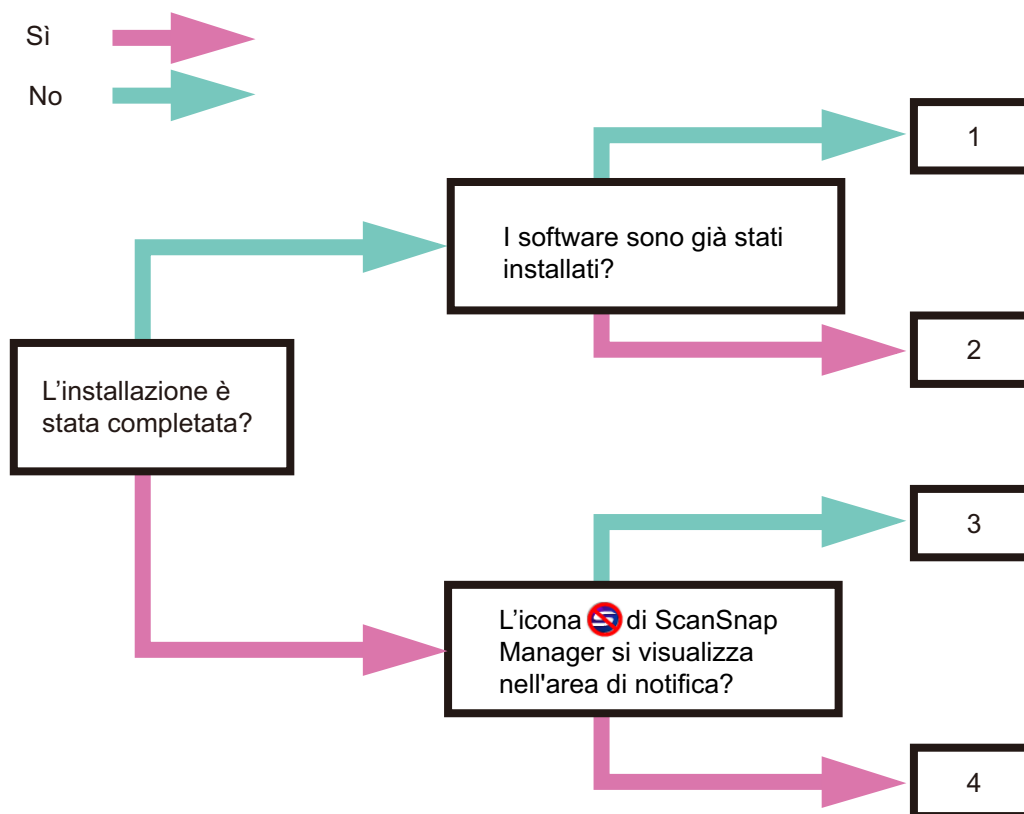 Sì
No
1
I software sono già stati
installati?
2
L’installazione è
stata completata?
3
L’icona di ScanSnap
Manager si visualizza
nell'area di notifica?
4